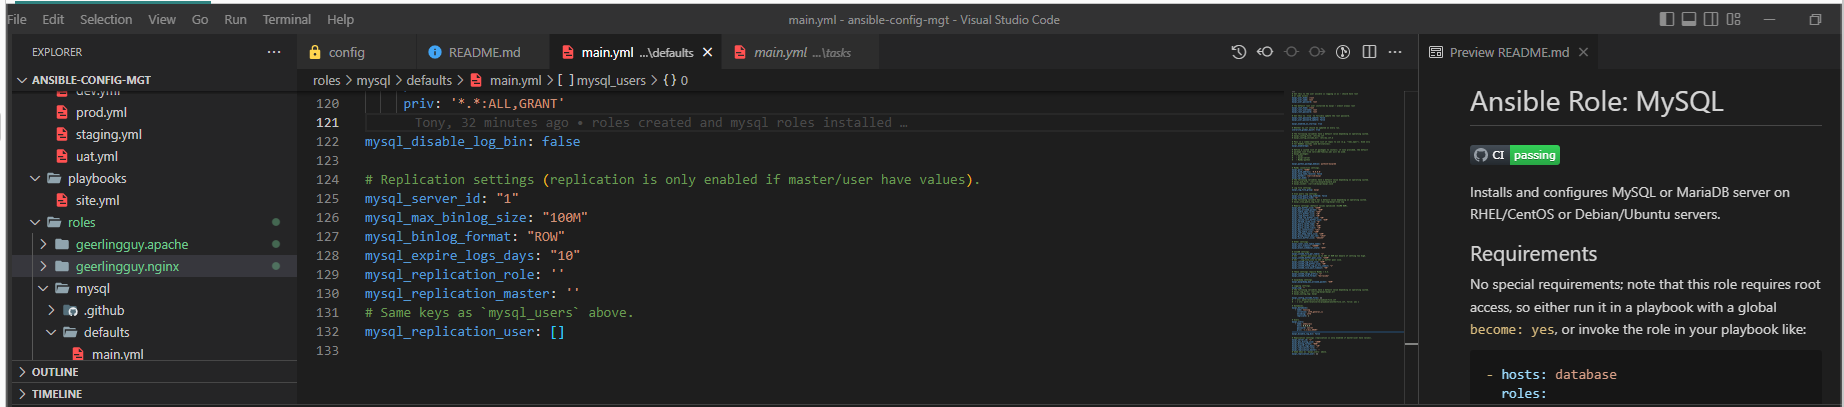 File Edit Selection View Go Run Terminal Help main.yml - ansible-config-mgt - Visual Studio Code
EXPLORER ...
ANSIBLE-CONFIG-MGT
dev.yml
prod.yml
staging.yml
uat.yml
playbooks
site.yml
roles
geerlingguy.apache
geerlingguy.nginx
mysql
.github
defaults
main.yml
OUTLINE
TIMELINE
config README.md main.yml ...\defaults main.yml ...\tasks
roles > mysql > defaults > main.yml > [ ] mysql_users > {} 0
120 priv: '*.*:ALL,GRANT'
121 Tony, 32 minutes ago • roles created and mysql roles installed …
122 mysql_disable_log_bin: false
123
124 # Replication settings (replication is only enabled if master/user have values).
125 mysql_server_id: "1"
126 mysql_max_binlog_size: "100M"
127 mysql_binlog_format: "ROW"
128 mysql_expire_logs_days: "10"
129 mysql_replication_role: ''
130 mysql_replication_master: ''
131 # Same keys as `mysql_users` above.
132 mysql_replication_user: []
133
Preview README.md
Ansible Role: MySQL
CI passing
Installs and configures MySQL or MariaDB server on
RHEL/CentOS or Debian/Ubuntu servers.
Requirements
No special requirements; note that this role requires root
access, so either run it in a playbook with a global
become: yes, or invoke the role in your playbook like:
- hosts: database
roles: